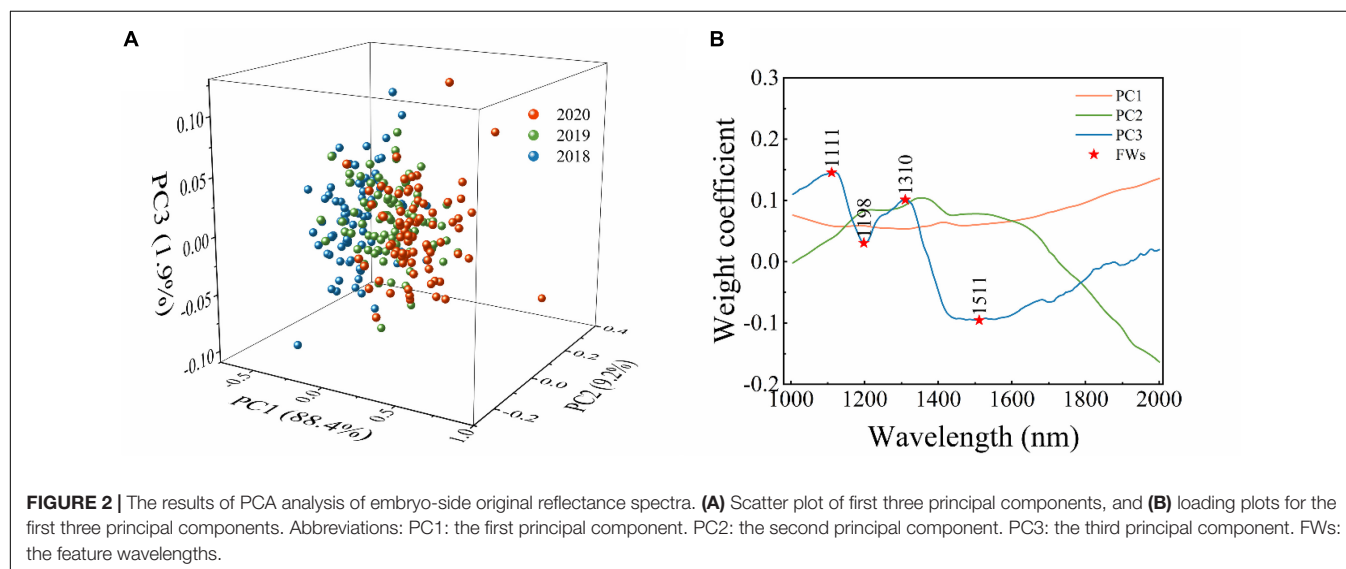 A
B
0.10
0.05
0.00
-0.05
-0.10
PC3 (1.9%)
2020
2019
2018
-0.5
0.0
0.5
1.0
PC1 (88.4%)
-0.2
0.0
0.2
0.4
PC2 (9.2%)
0.3
0.2
0.1
0.0
-0.1
-0.2
Weight coefficient
1111
1198
1310
1511
PC1
PC2
PC3
FWs
1000 1200 1400 1600 1800 2000
Wavelength (nm)
FIGURE 2 | The results of PCA analysis of embryo-side original reflectance spectra. (A) Scatter plot of first three principal components, and (B) loading plots for the
first three principal components. Abbreviations: PC1: the first principal component. PC2: the second principal component. PC3: the third principal component. FWs:
the feature wavelengths.